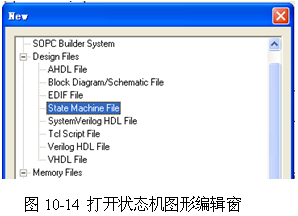 New
SOPC Builder System
Design Files
AHDL File
Block Diagram/Schematic File
EDIF File
State Machine File
SystemVerilog HDL File
Tcl Script File
Verilog HDL File
VHDL File
Memory Files
图 10-14 打开状态机图形编辑窗